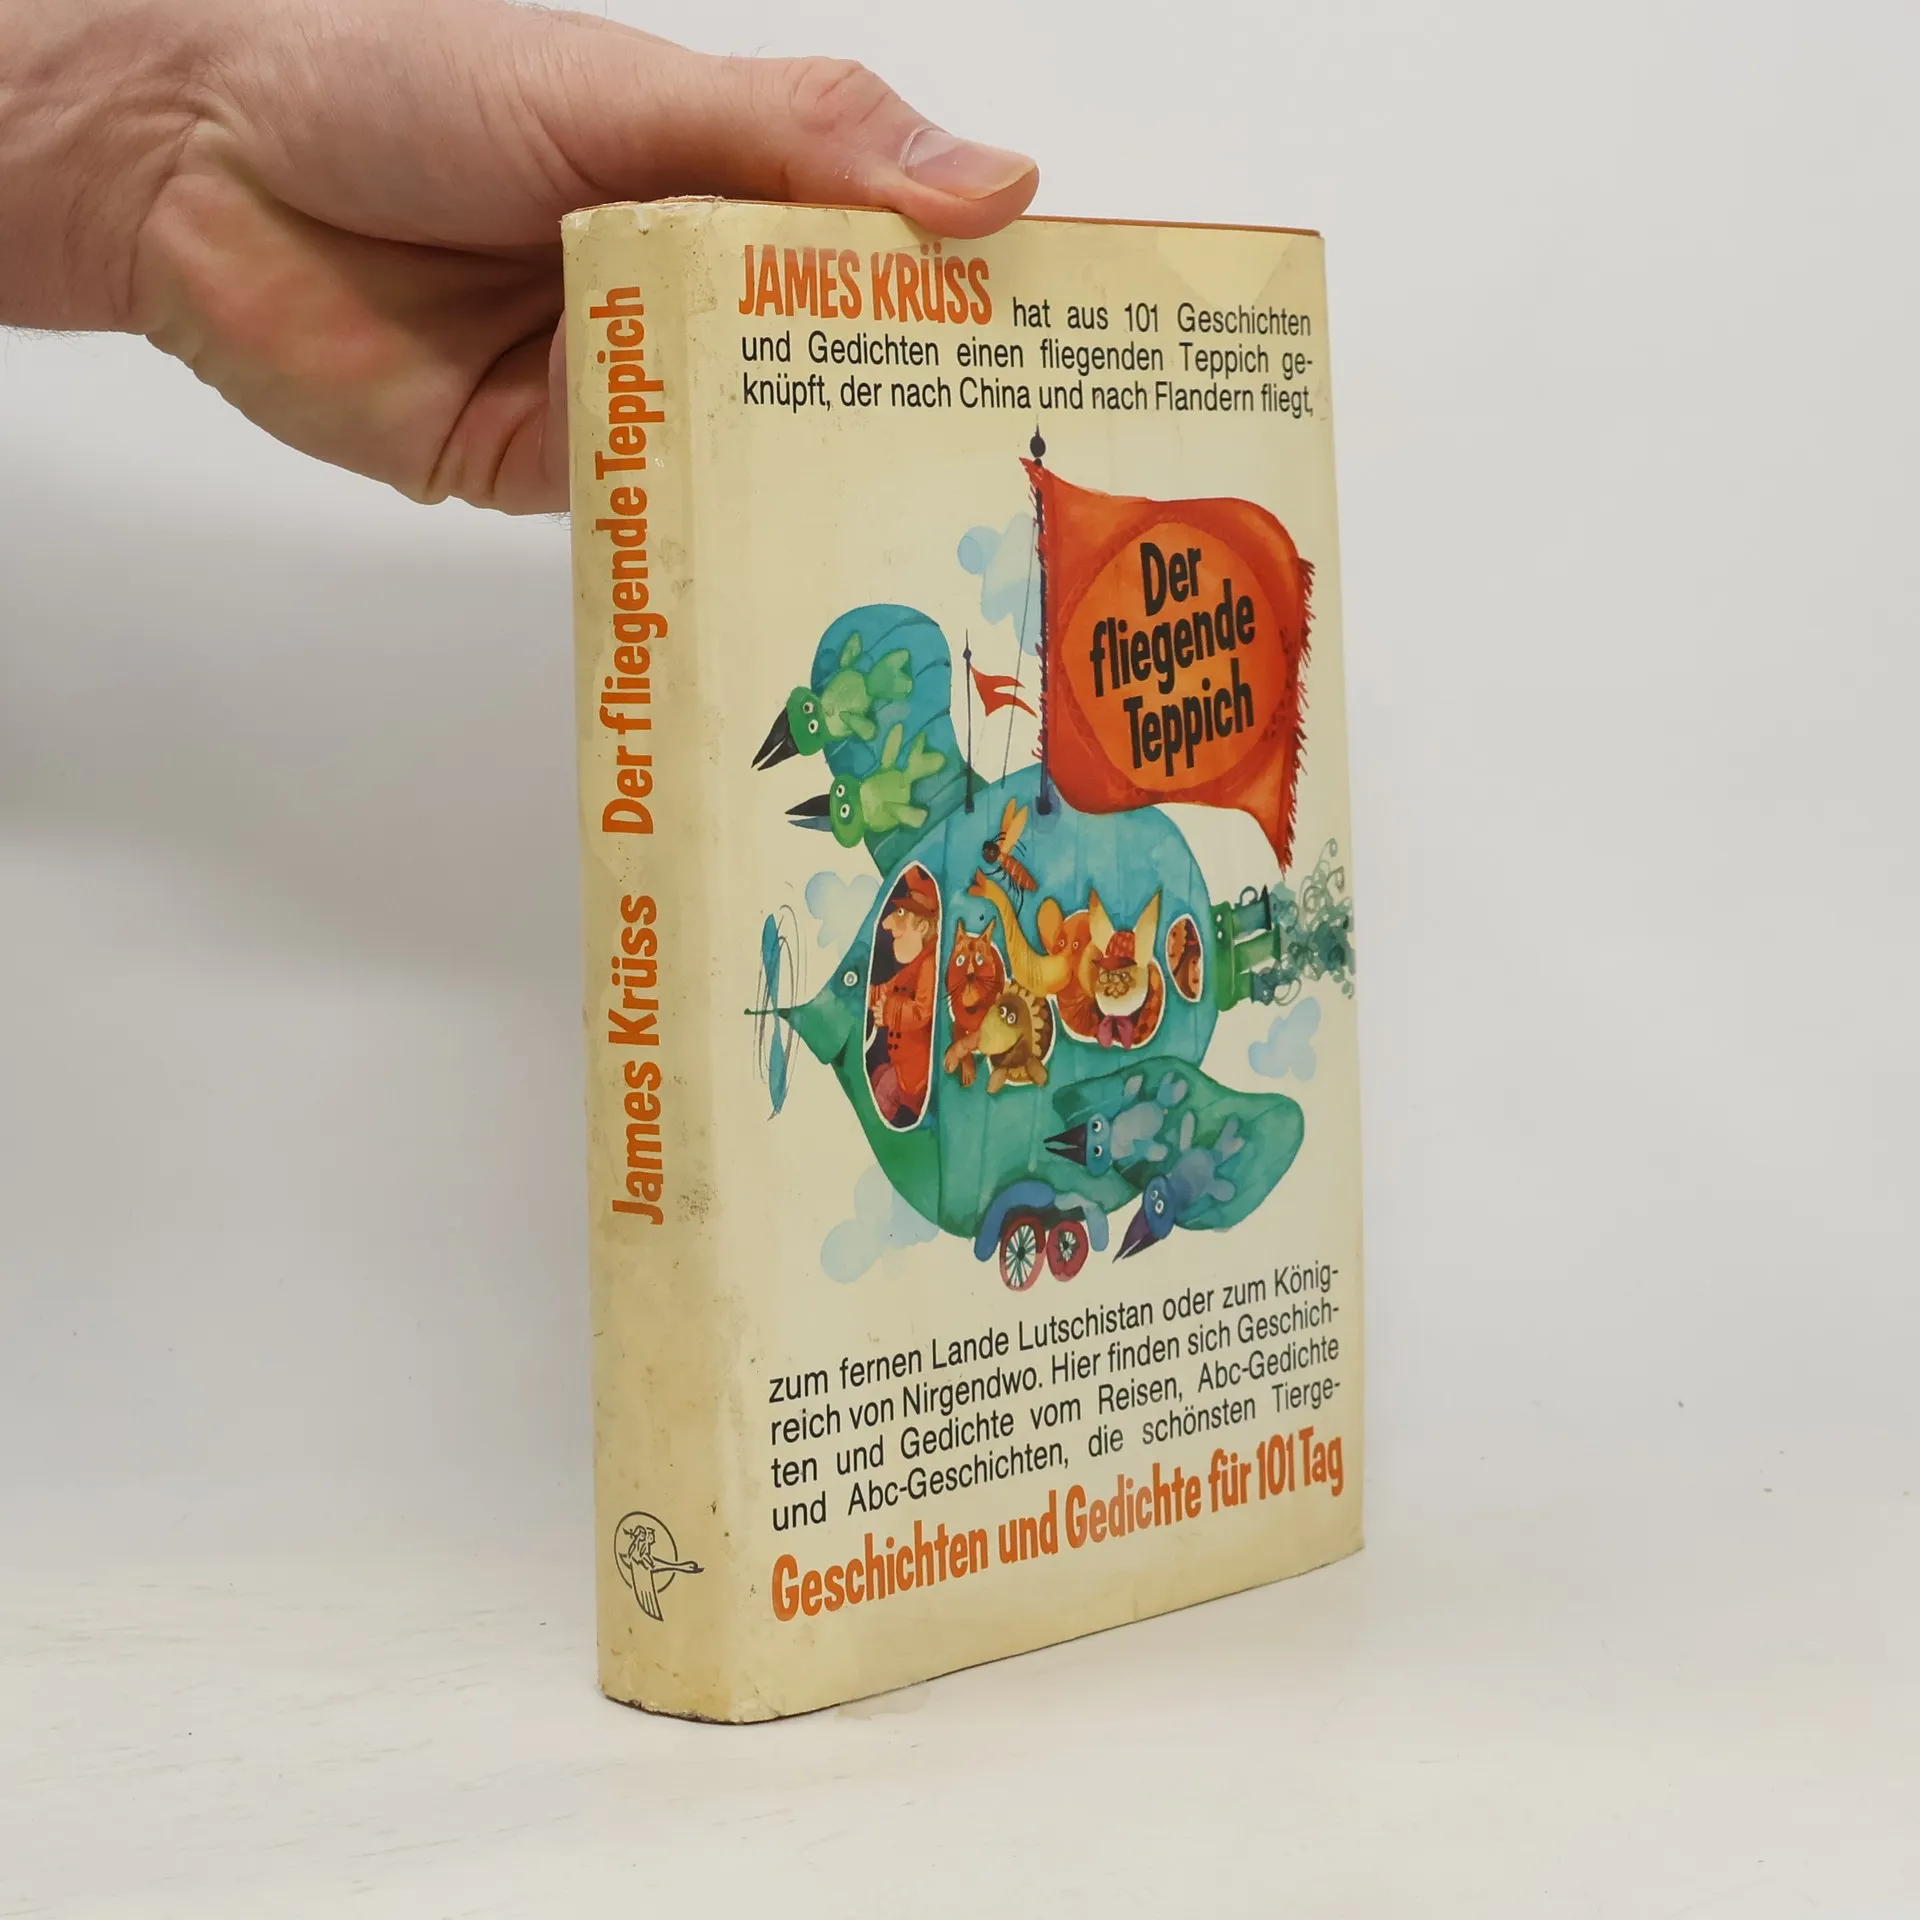 James Krüss Der fliegende Teppich
JAMES KRÜSS hat aus 101 Geschichten
und Gedichten einen fliegenden Teppich ge-
knüpft, der nach China und nach Flandern fliegt,
Der
fliegende
Teppich
zum fernen Lande Lutschistan oder zum König-
reich von Nirgendwo. Hier finden sich Geschich-
ten und Gedichte vom Reisen, Abc-Gedichte
und Abc-Geschichten, die schönsten Tierge-
Geschichten und Gedichte für 101 Tag